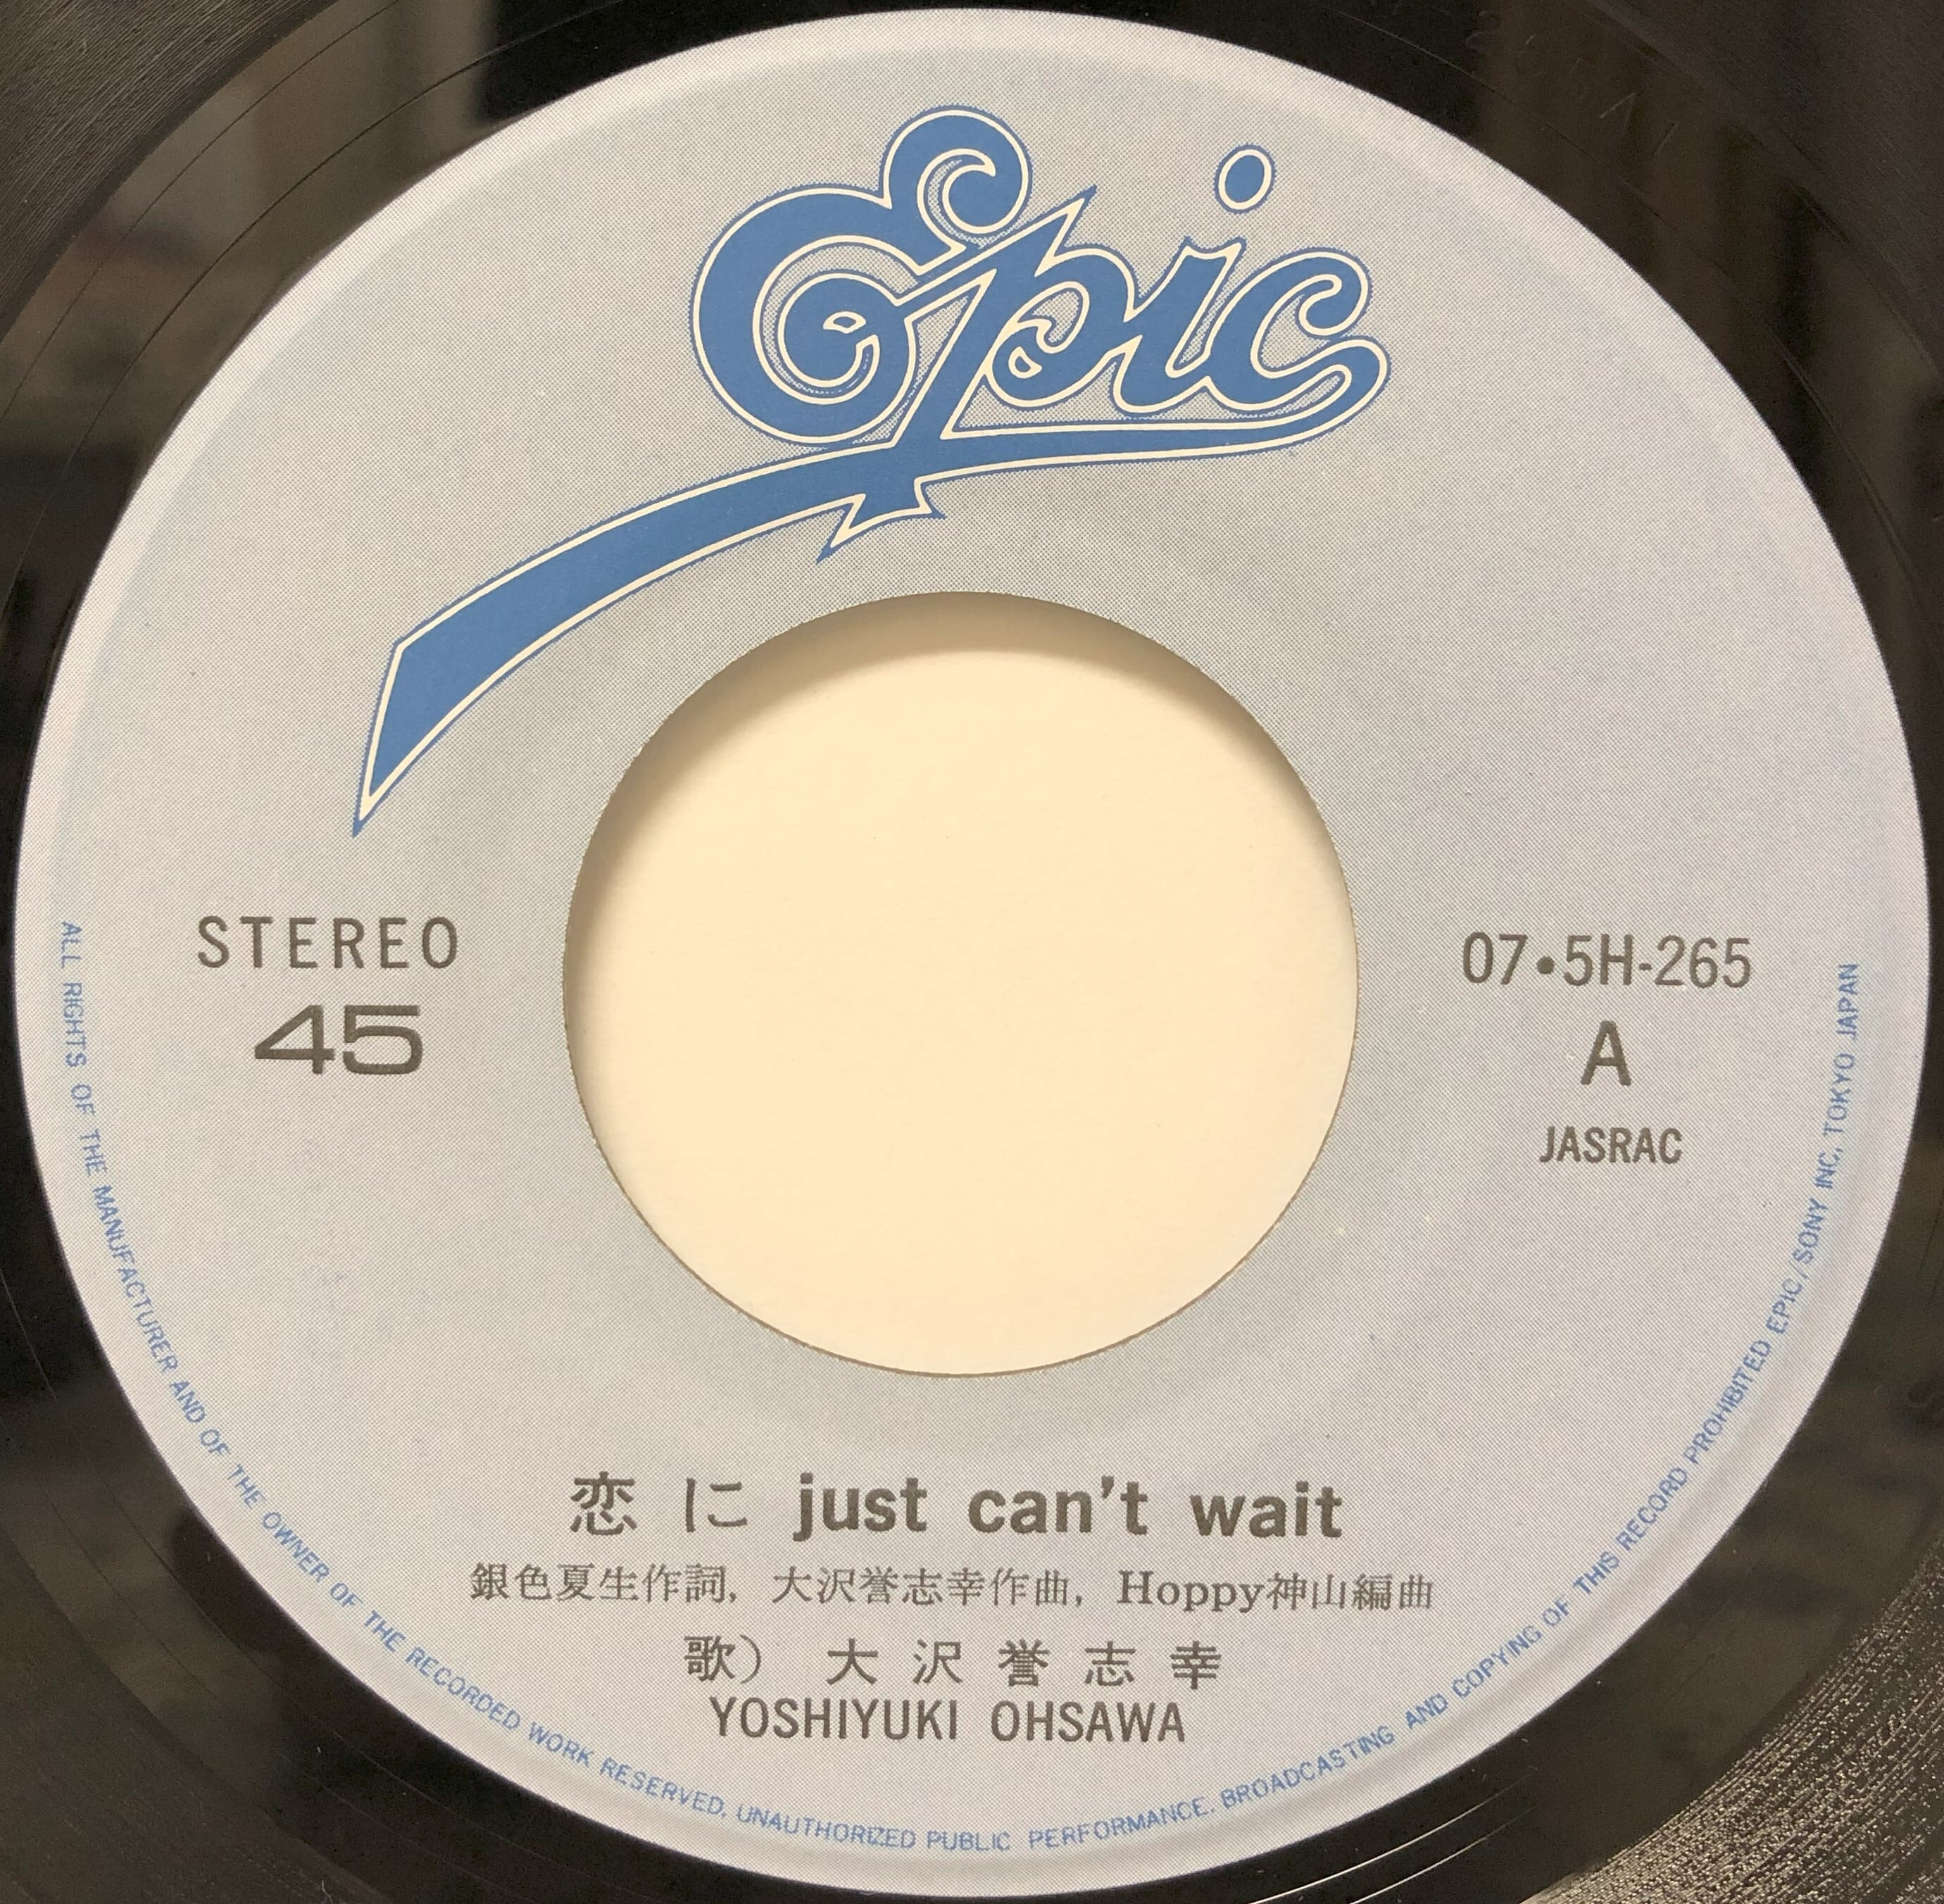 Epic
STEREO
45
07•5H-265
A
JASRAC
恋に just can't wait
銀色夏生作詞, 大沢誉志幸作曲, Hoppy神山編曲
歌) 大沢誉志幸
YOSHIYUKI OHSAWA
ALL RIGHTS OF THE MANUFACTURER AND OF THE OWNER OF THE RECORDED WORK RESERVED, UNAUTHORIZED PUBLIC PERFORMANCE, BROADCASTING AND COPYING OF THIS RECORD PROHIBITED EPIC/SONY INC, TOKYO JAPAN